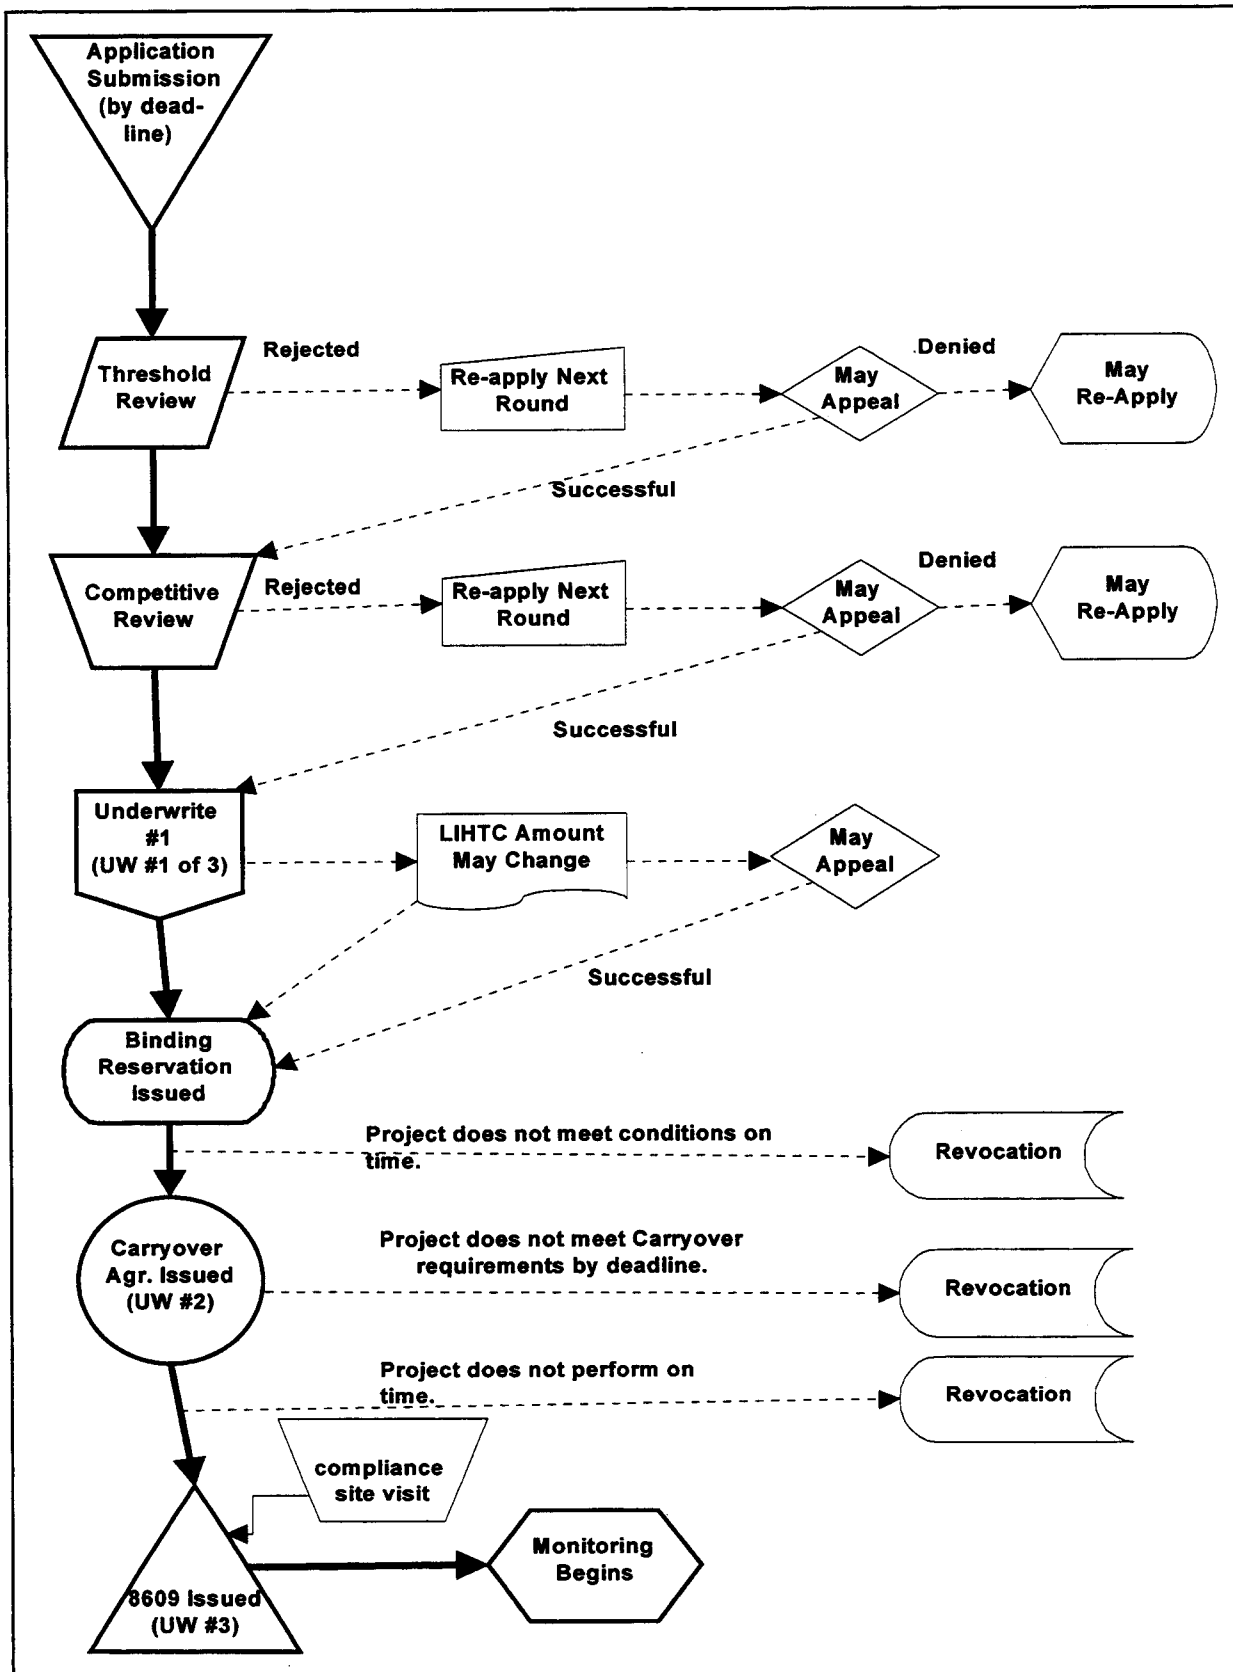 Application
Submission
(by dead-
line)
Threshold
Review
Rejected
Re-apply Next
Round
May
Appeal
Denied
May
Re-Apply
Successful
Competitive
Review
Rejected
Re-apply Next
Round
May
Appeal
Denied
May
Re-Apply
Successful
Underwrite
#1
(UW #1 of 3)
LIHTC Amount
May Change
May
Appeal
Successful
Binding
Reservation
Issued
Project does not meet conditions on
time.
Revocation
Carryover
Agr. Issued
(UW #2)
Project does not meet Carryover
requirements by deadline.
Revocation
Project does not perform on
time.
Revocation
compliance
site visit
8609 Issued
(UW #3)
Monitoring
Begins